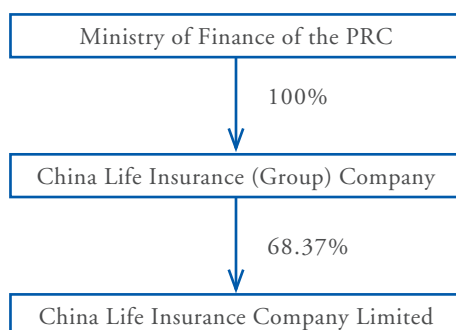 Ministry of Finance of the PRC
100%
China Life Insurance (Group) Company
68.37%
China Life Insurance Company Limited